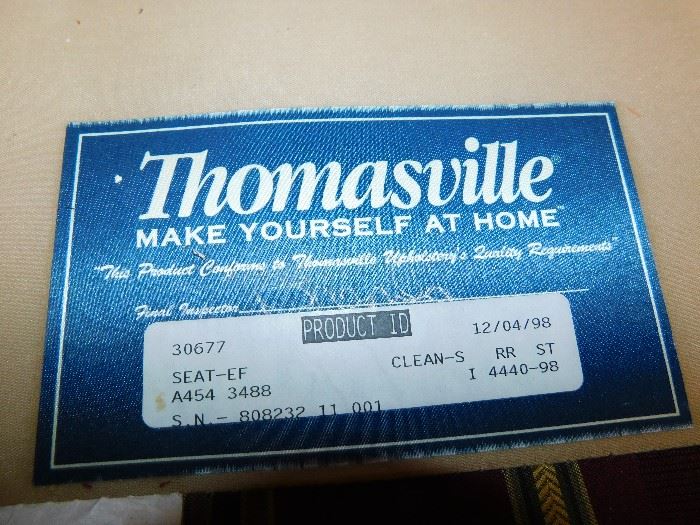 Thomasville
MAKE YOURSELF AT HOME™
"This Product Conforms to Thomasville Upholstery's Quality Requirements"
Final Inspector
PRODUCT ID
30677 12/04/98
SEAT-EF CLEAN-S RR ST
A454 3488 I 4440-98
S.N.- 808232 11 001